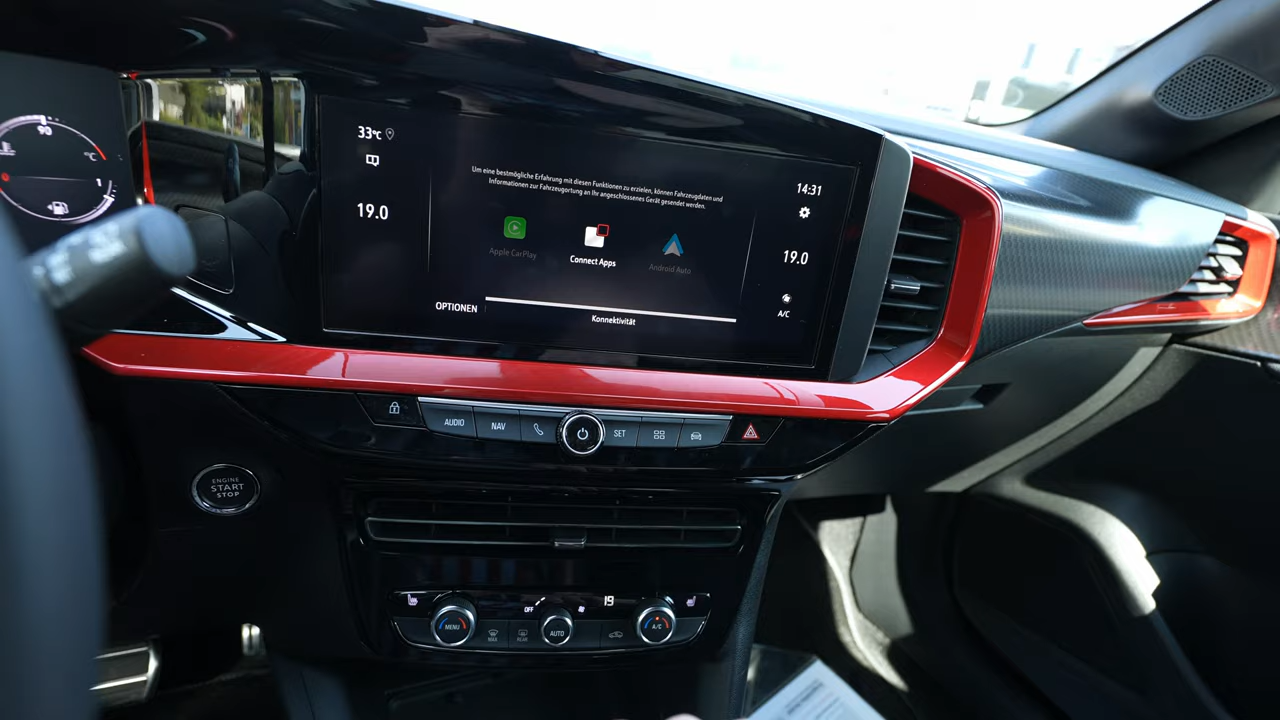 90
°C
1
33°C
14:31
Um eine bestmögliche Erfahrung mit diesen Funktionen zu erzielen, können Fahrzeugdaten und
Informationen zur Fahrzeugortung an Ihr angeschlossenes Gerät gesendet werden.
19.0
19.0
Apple CarPlay
Connect Apps
Android Auto
A/C
OPTIONEN
Konnektivität
AUDIO
NAV
SET
ENGINE
START
STOP
OFF
19
MENU
MAX
REAR
AUTO
A/C